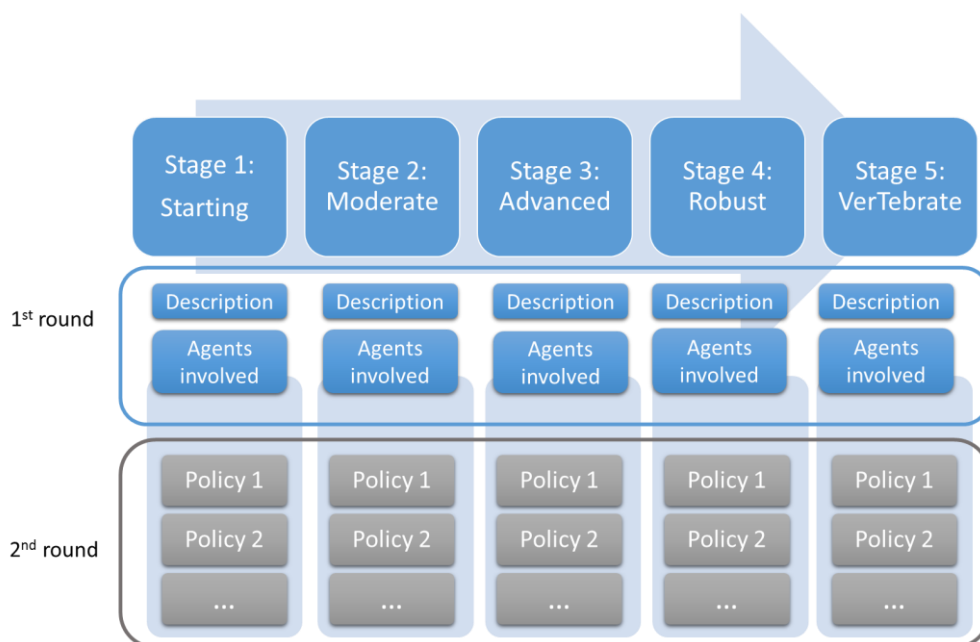 Stage 1:
Starting
Stage 2:
Moderate
Stage 3:
Advanced
Stage 4:
Robust
Stage 5:
VerTebrate
1st round
Description
Description
Description
Description
Description
Agents
involved
Agents
involved
Agents
involved
Agents
involved
Agents
involved
2nd round
Policy 1
Policy 1
Policy 1
Policy 1
Policy 1
Policy 2
Policy 2
Policy 2
Policy 2
Policy 2
...
...
...
...
...